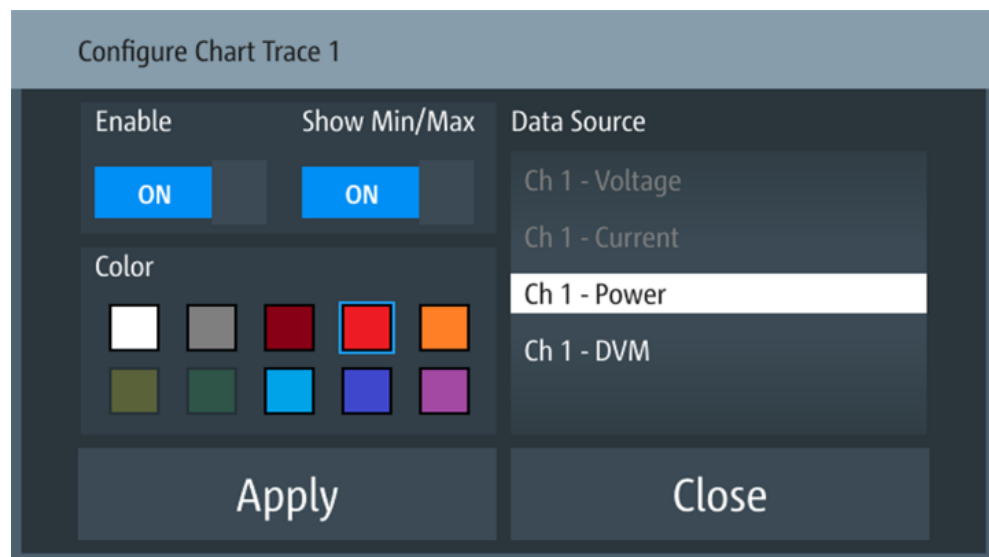 Configure Chart Trace 1
Enable
Show Min/Max
ON
ON
Color
Data Source
Ch 1 - Voltage
Ch 1 - Current
Ch 1 - Power
Ch 1 - DVM
Apply
Close